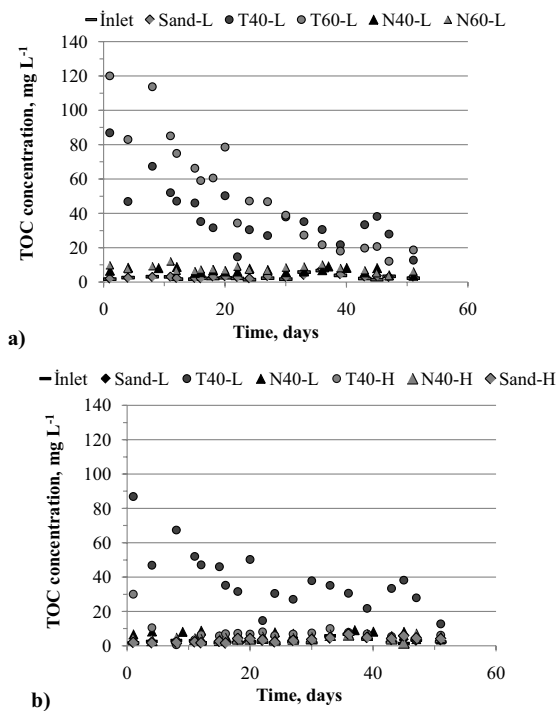 İnlet Sand-L T40-L T60-L N40-L N60-L
140
120
100
80
60
40
20
0
TOC concentration, mg L-1
0 20 40 60
Time, days
a)
İnlet Sand-L T40-L N40-L T40-H N40-H Sand-H
140
120
100
80
60
40
20
0
TOC concentration, mg L-1
0 20 40 60
Time, days
b)